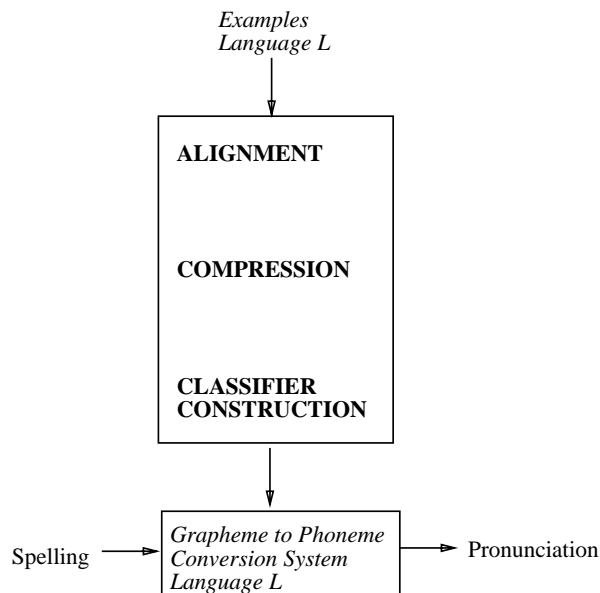 Examples
Language L
ALIGNMENT
COMPRESSION
CLASSIFIER
CONSTRUCTION
Spelling
Grapheme to Phoneme
Conversion System
Language L
Pronunciation